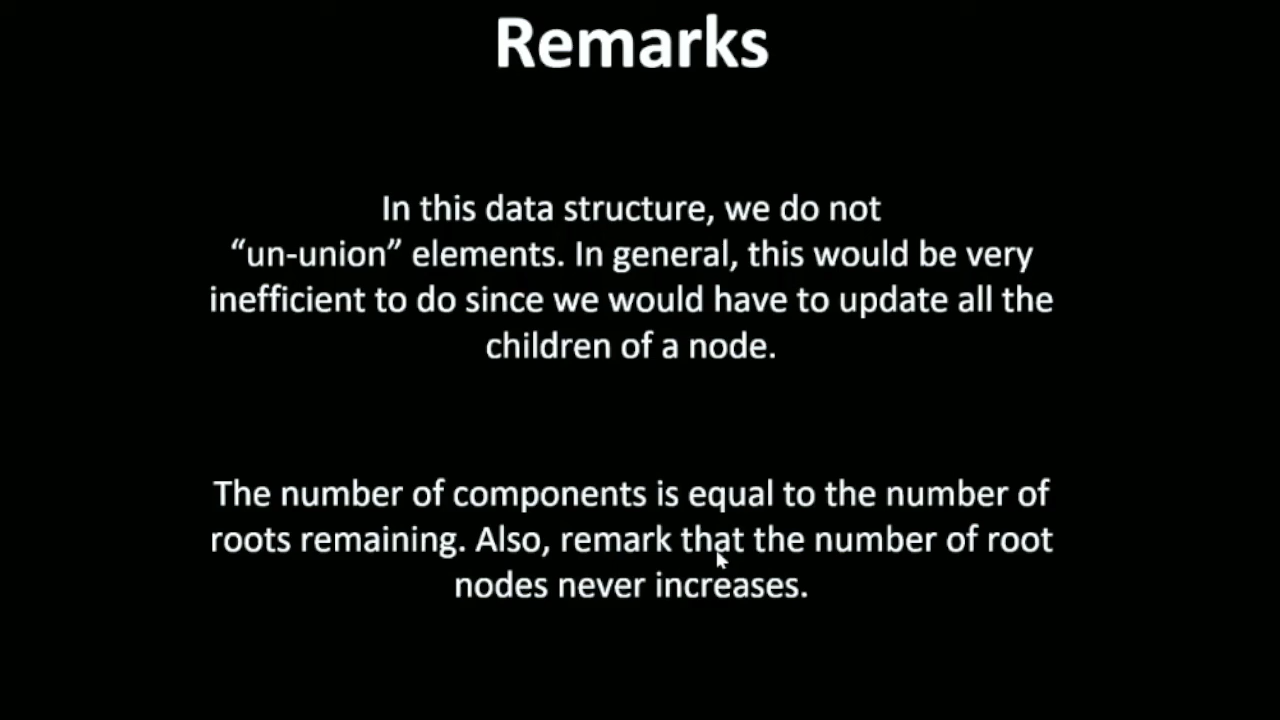 Remarks
In this data structure, we do not
“un-union” elements. In general, this would be very
inefficient to do since we would have to update all the
children of a node.
The number of components is equal to the number of
roots remaining. Also, remark that the number of root
nodes never increases.